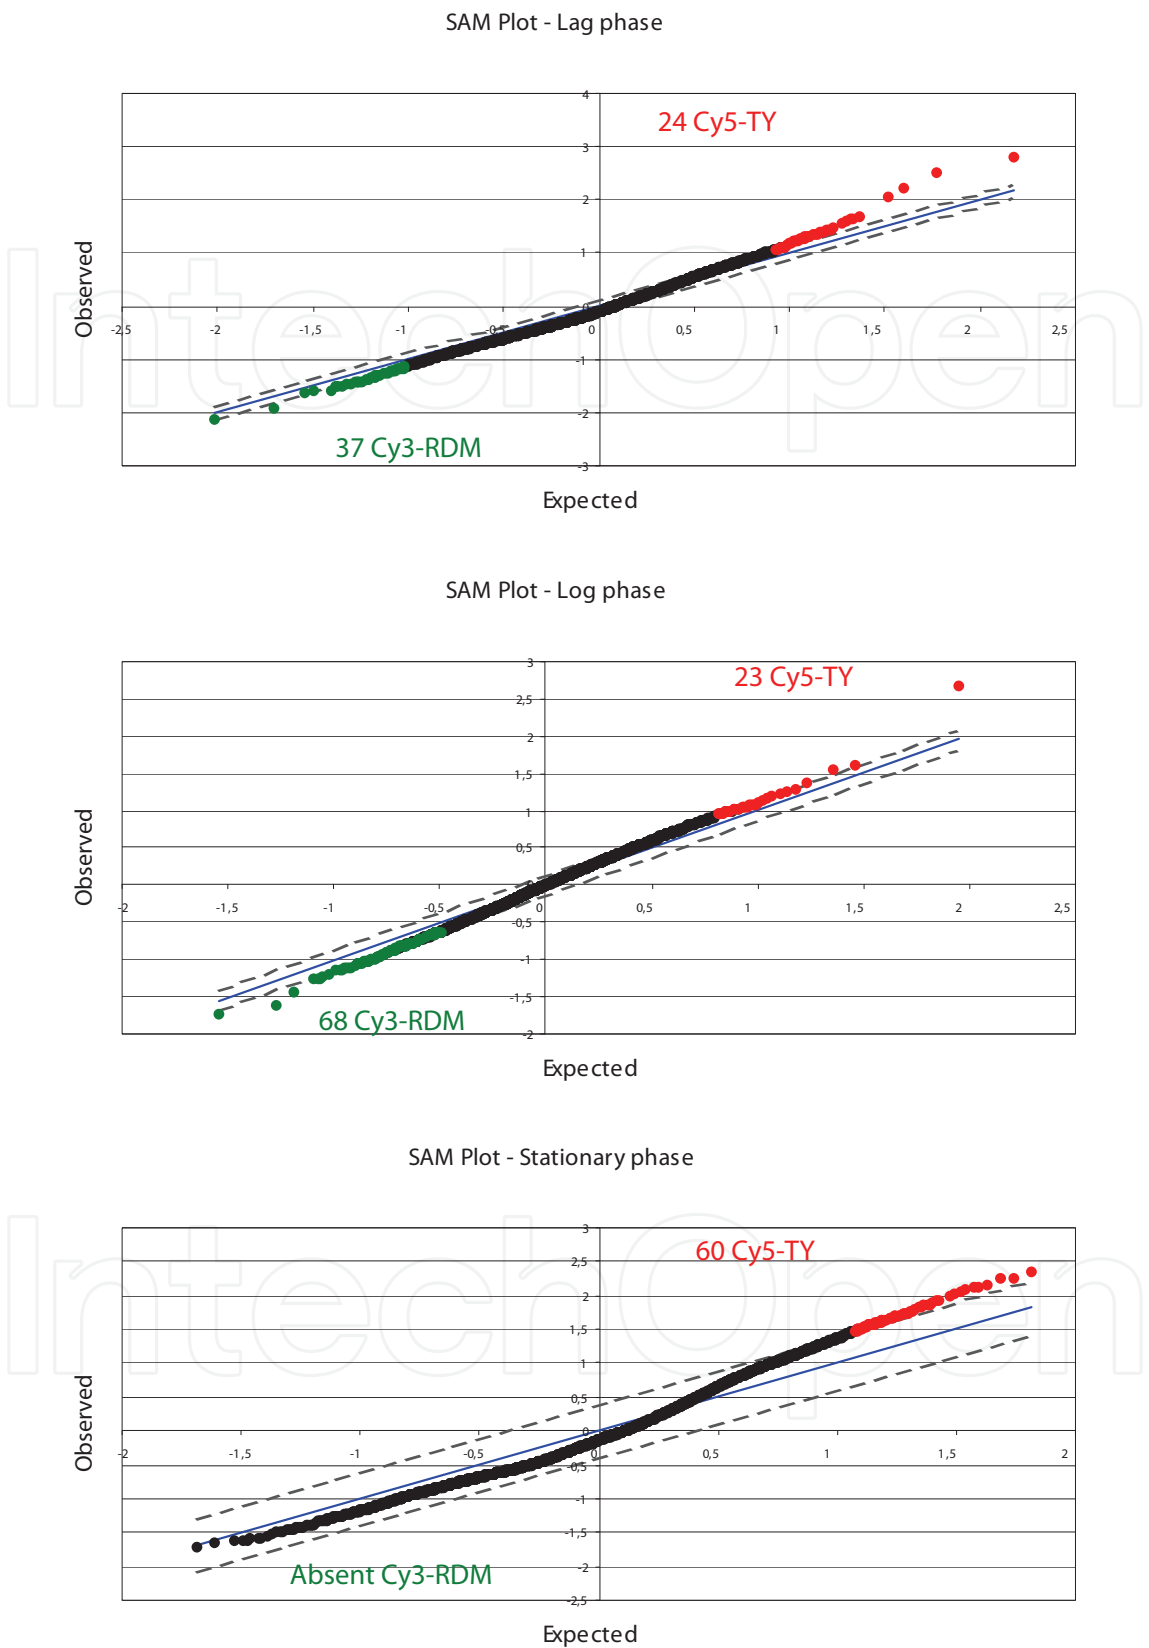 SAM Plot - Lag phase
4
24 Cy5-TY
3
2
1
Observed
0
-2.5 -2 -1,5 -1 -0,5 0 0,5 1 1,5 2 2,5
-1
-2
37 Cy3-RDM
-3
Expected
SAM Plot - Log phase
3
23 Cy5-TY
2,5
2
1,5
1
Observed
0,5
-2 -1,5 -1 -0,5 0 0,5 1 1,5 2 2,5
-0,5
-1
-1,5
68 Cy3-RDM
-2
Expected
SAM Plot - Stationary phase
3
60 Cy5-TY
2,5
2
1,5
1
0,5
Observed
0
-2 -1,5 -1 -0,5 0 0,5 1 1,5 2
-0,5
-1
-1,5
-2
Absent Cy3-RDM
-2,5
Expected
IntechOpen
IntechOpen